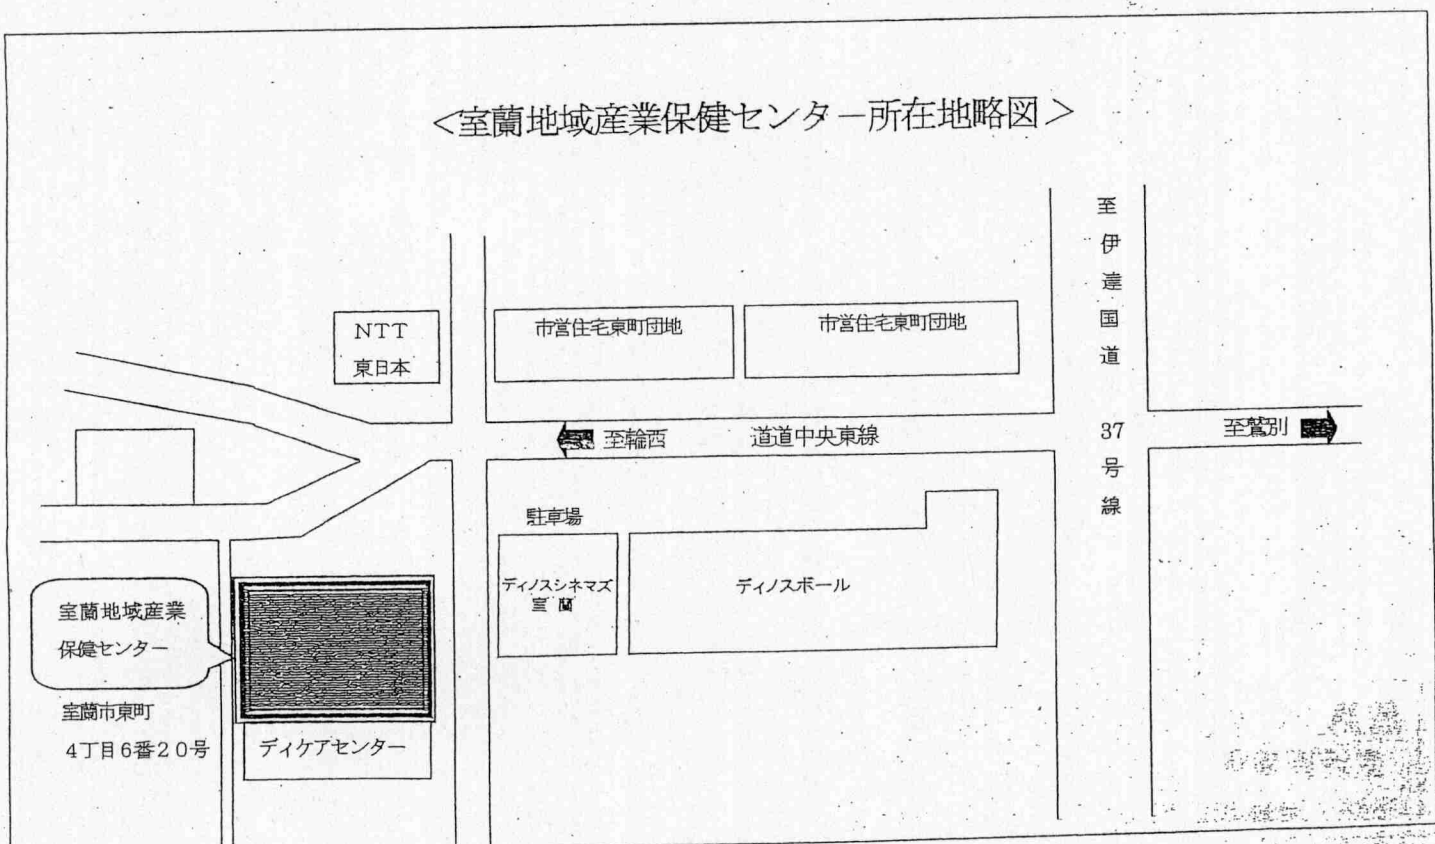 <室蘭地域産業保健センター所在地略図>
至伊達国道 37号線
NTT
東日本
市営住宅東町団地
市営住宅東町団地
至輪西
道道中央東線
至鷲別
駐車場
ディノスシネマズ
室蘭
ディノスボール
室蘭地域産業
保健センター
室蘭市東町
4丁目6番20号
ディケアセンター